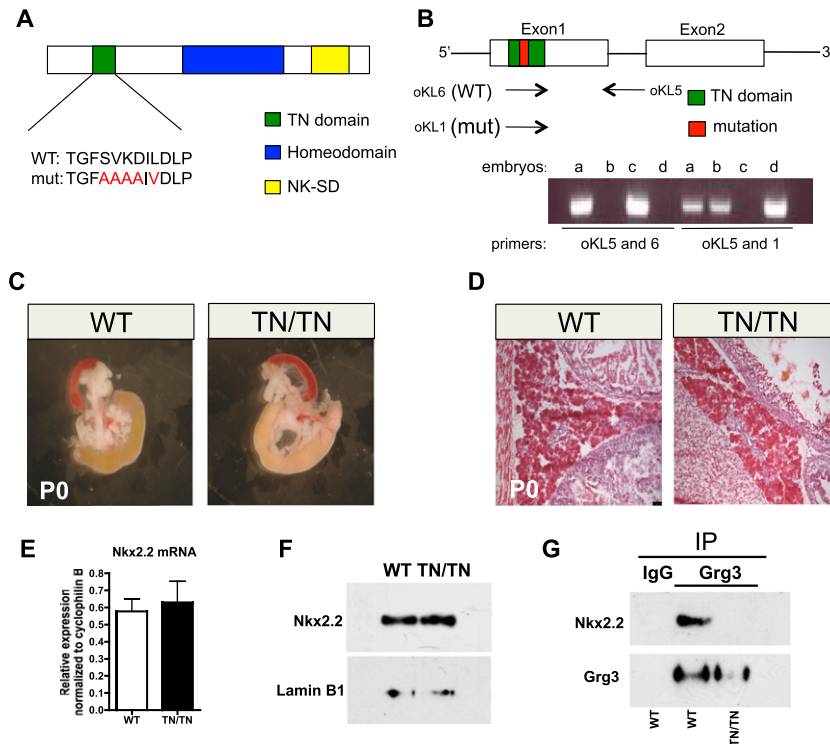 A
TN domain
Homeodomain
NK-SD
WT: TGFSVKDILDLP
mut:TGFAAAAIVDLP
B
Exon1
Exon2
5'
3
oKL6 (WT)
oKL5
oKL1 (mut)
TN domain
mutation
embryos: a b c d a b c d
primers: oKL5 and 6 oKL5 and 1
C
WT
TN/TN
P0
D
WT
TN/TN
P0
E
Nkx2.2 mRNA
Relative expression
normalized to cyclophilin B
0.8
0.7
0.6
0.5
0.4
0.3
0.2
0.1
0.0
WT
TN/TN
F
WT TN/TN
Nkx2.2
Lamin B1
G
IP
IgG Grg3
Nkx2.2
Grg3
WT
WT
TN/TN